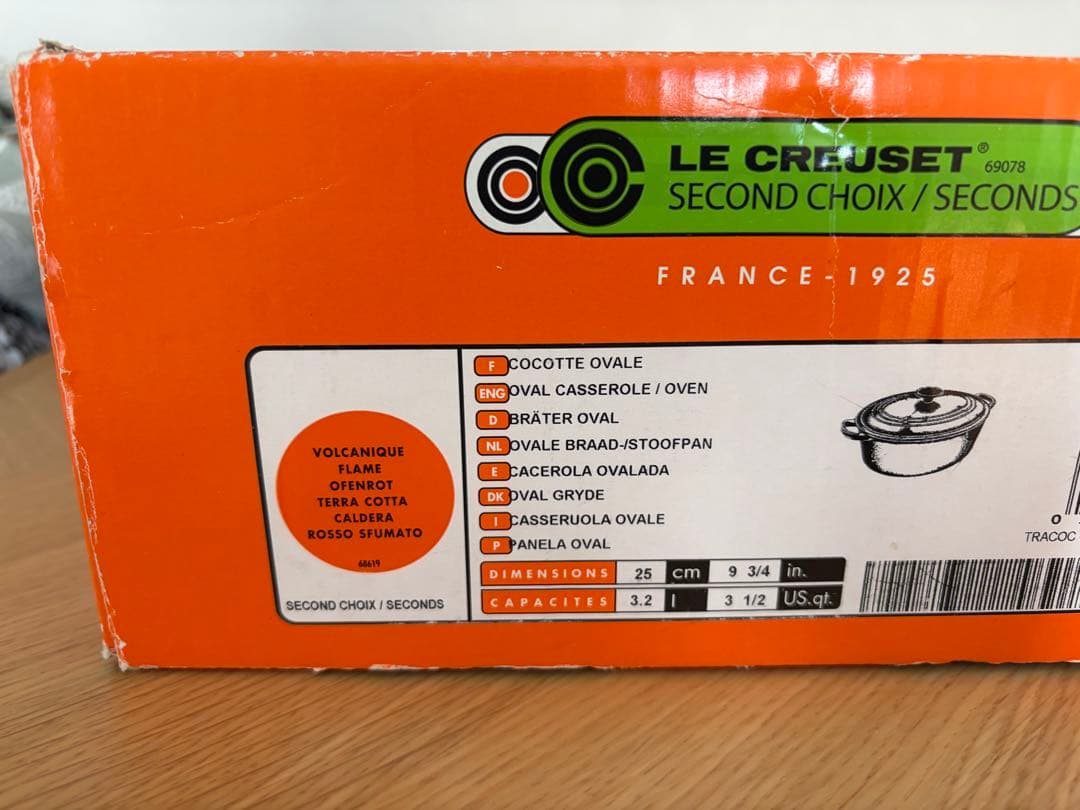 LE CREUSET® 69078
SECOND CHOIX / SECONDS
FRANCE-1925
VOLCANIQUE
FLAME
OFENROT
TERRA COTTA
CALDERA
ROSSO SFUMATO
68619
SECOND CHOIX / SECONDS
F COCOTTE OVALE
ENG OVAL CASSEROLE / OVEN
D BRÄTER OVAL
NL OVALE BRAAD-/STOOFPAN
E CACEROLA OVALADA
DK OVAL GRYDE
I CASSERUOLA OVALE
P PANELA OVAL
DIMENSIONS 25 cm 9 3/4 in.
CAPACITES 3.2 l 3 1/2 US.qt.
0
TRACOC